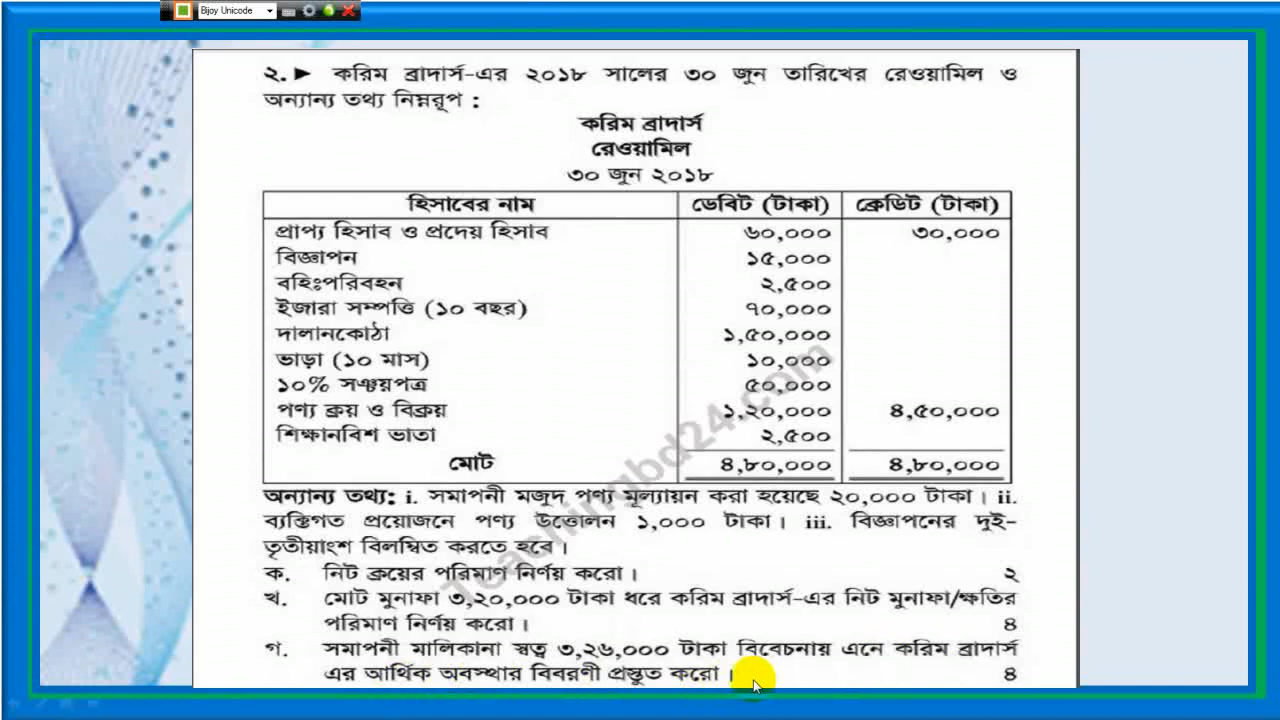 Bijoy Unicode
২.► করিম ব্রাদার্স-এর ২০১৮ সালের ৩০ জুন তারিখের রেওয়ামিল ও
অন্যান্য তথ্য নিম্নরূপ :
করিম ব্রাদার্স
রেওয়ামিল
৩০ জুন ২০১৮
হিসাবের নাম ডেবিট (টাকা) ক্রেডিট (টাকা)
প্রাপ্য হিসাব ও প্রদেয় হিসাব ৬০,০০০ ৩০,০০০
বিজ্ঞাপন ১৫,০০০
বহিঃপরিবহন ২,৫০০
ইজারা সম্পত্তি (১০ বছর) ৭০,০০০
দালানকোঠা ১,৫০,০০০
ভাড়া (১০ মাস) ১০,০০০
১০% সঞ্চয়পত্র ৫০,০০০
পণ্য ক্রয় ও বিক্রয় ১,২০,০০০ ৪,৫০,০০০
শিক্ষানবিশ ভাতা ২,৫০০
মোট ৪,৮০,০০০ ৪,৮০,০০০
অন্যান্য তথ্য: i. সমাপনী মজুদ পণ্য মূল্যায়ন করা হয়েছে ২০,০০০ টাকা। ii.
ব্যক্তিগত প্রয়োজনে পণ্য উত্তোলন ১,০০০ টাকা। iii. বিজ্ঞাপনের দুই-
তৃতীয়াংশ বিলম্বিত করতে হবে।
ক. নিট ক্রয়ের পরিমাণ নির্ণয় করো। ২
খ. মোট মুনাফা ৩,২০,০০০ টাকা ধরে করিম ব্রাদার্স-এর নিট মুনাফা/ক্ষতির
পরিমাণ নির্ণয় করো। ৪
গ. সমাপনী মালিকানা স্বত্ব ৩,২৬,০০০ টাকা বিবেচনায় এনে করিম ব্রাদার্স
এর আর্থিক অবস্থার বিবরণী প্রস্তুত করো। ৪
Teachingbd24.com